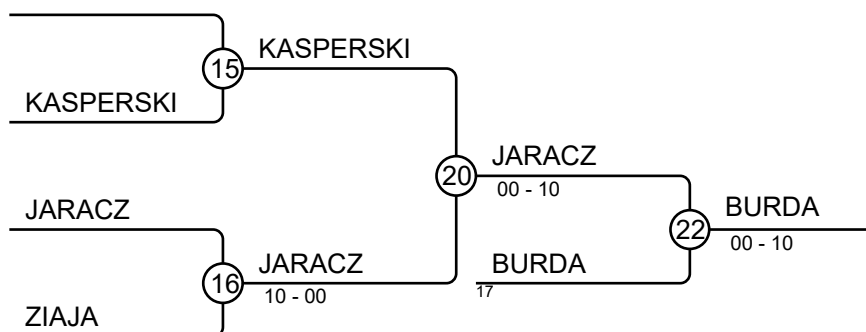 15 KASPERSKI
KASPERSKI
20 JARACZ
00 - 10
JARACZ
22 BURDA
00 - 10
16 JARACZ
10 - 00
BURDA
17
ZIAJA